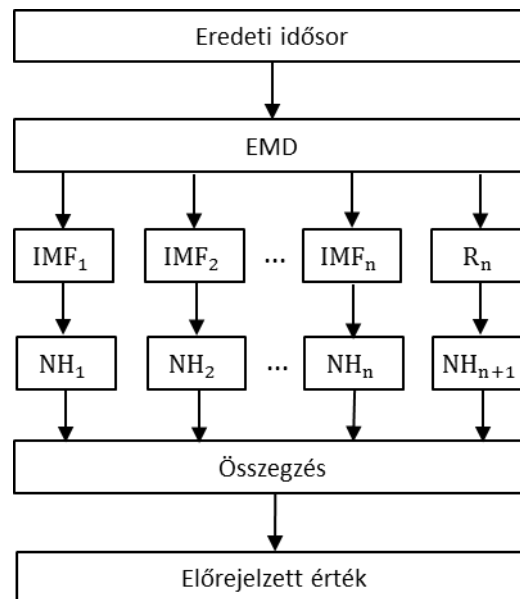 Eredeti idősor
EMD
IMF₁ IMF₂ ... IMFₙ Rₙ
NH₁ NH₂ ... NHₙ NHₙ₊₁
Összegzés
Előrejelzett érték